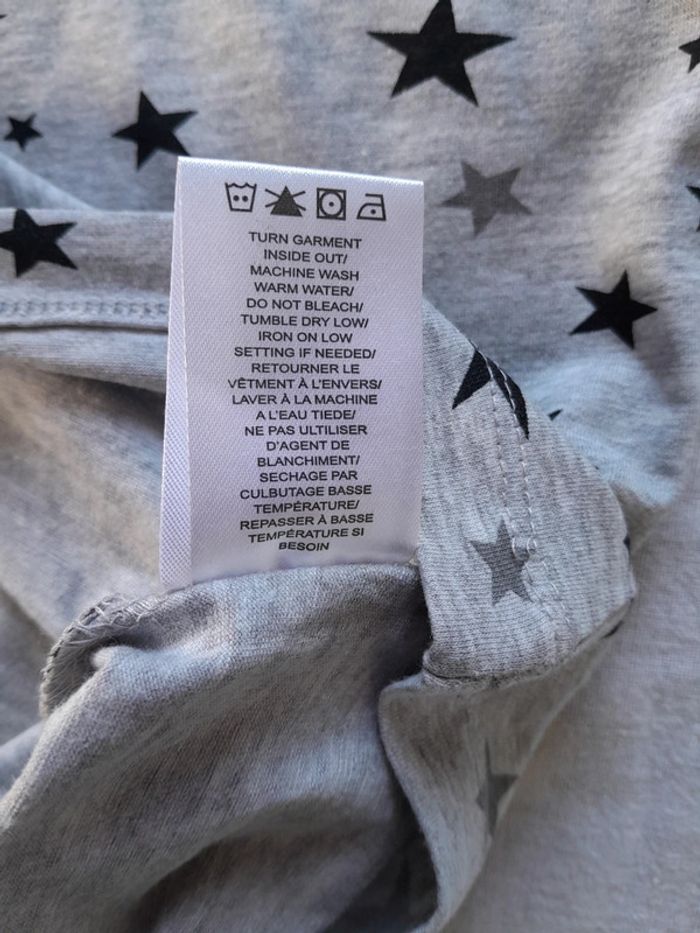 TURN GARMENT
INSIDE OUT/
MACHINE WASH
WARM WATER/
DO NOT BLEACH/
TUMBLE DRY LOW/
IRON ON LOW
SETTING IF NEEDED/
RETOURNER LE
VÊTMENT À L'ENVERS/
LAVER À LA MACHINE
A L'EAU TIEDE/
NE PAS ULTILISER
D'AGENT DE
BLANCHIMENT/
SECHAGE PAR
CULBUTAGE BASSE
TEMPÉRATURE/
REPASSER À BASSE
TEMPÉRATURE SI
BESOIN